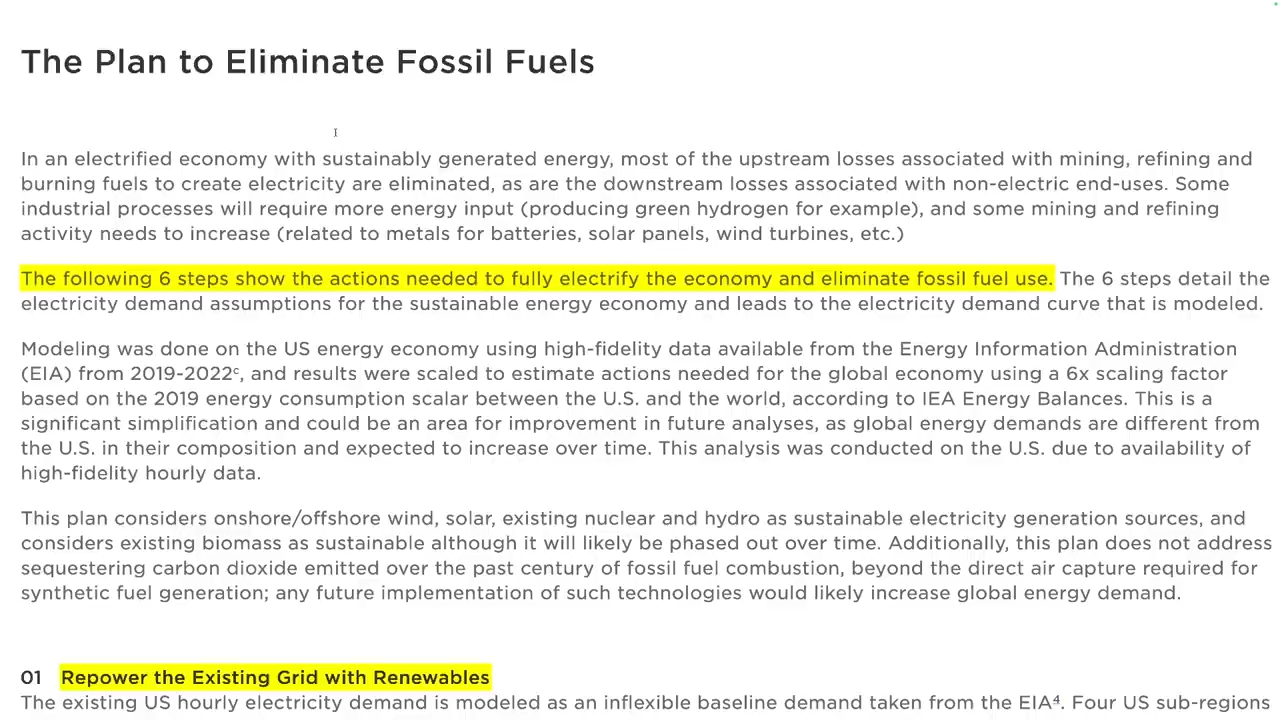 The Plan to Eliminate Fossil Fuels
In an electrified economy with sustainably generated energy, most of the upstream losses associated with mining, refining and
burning fuels to create electricity are eliminated, as are the downstream losses associated with non-electric end-uses. Some
industrial processes will require more energy input (producing green hydrogen for example), and some mining and refining
activity needs to increase (related to metals for batteries, solar panels, wind turbines, etc.)
The following 6 steps show the actions needed to fully electrify the economy and eliminate fossil fuel use. The 6 steps detail the
electricity demand assumptions for the sustainable energy economy and leads to the electricity demand curve that is modeled.
Modeling was done on the US energy economy using high-fidelity data available from the Energy Information Administration
(EIA) from 2019-2022ᶜ, and results were scaled to estimate actions needed for the global economy using a 6x scaling factor
based on the 2019 energy consumption scalar between the U.S. and the world, according to IEA Energy Balances. This is a
significant simplification and could be an area for improvement in future analyses, as global energy demands are different from
the U.S. in their composition and expected to increase over time. This analysis was conducted on the U.S. due to availability of
high-fidelity hourly data.
This plan considers onshore/offshore wind, solar, existing nuclear and hydro as sustainable electricity generation sources, and
considers existing biomass as sustainable although it will likely be phased out over time. Additionally, this plan does not address
sequestering carbon dioxide emitted over the past century of fossil fuel combustion, beyond the direct air capture required for
synthetic fuel generation; any future implementation of such technologies would likely increase global energy demand.
01 Repower the Existing Grid with Renewables
The existing US hourly electricity demand is modeled as an inflexible baseline demand taken from the EIA⁴. Four US sub-regions